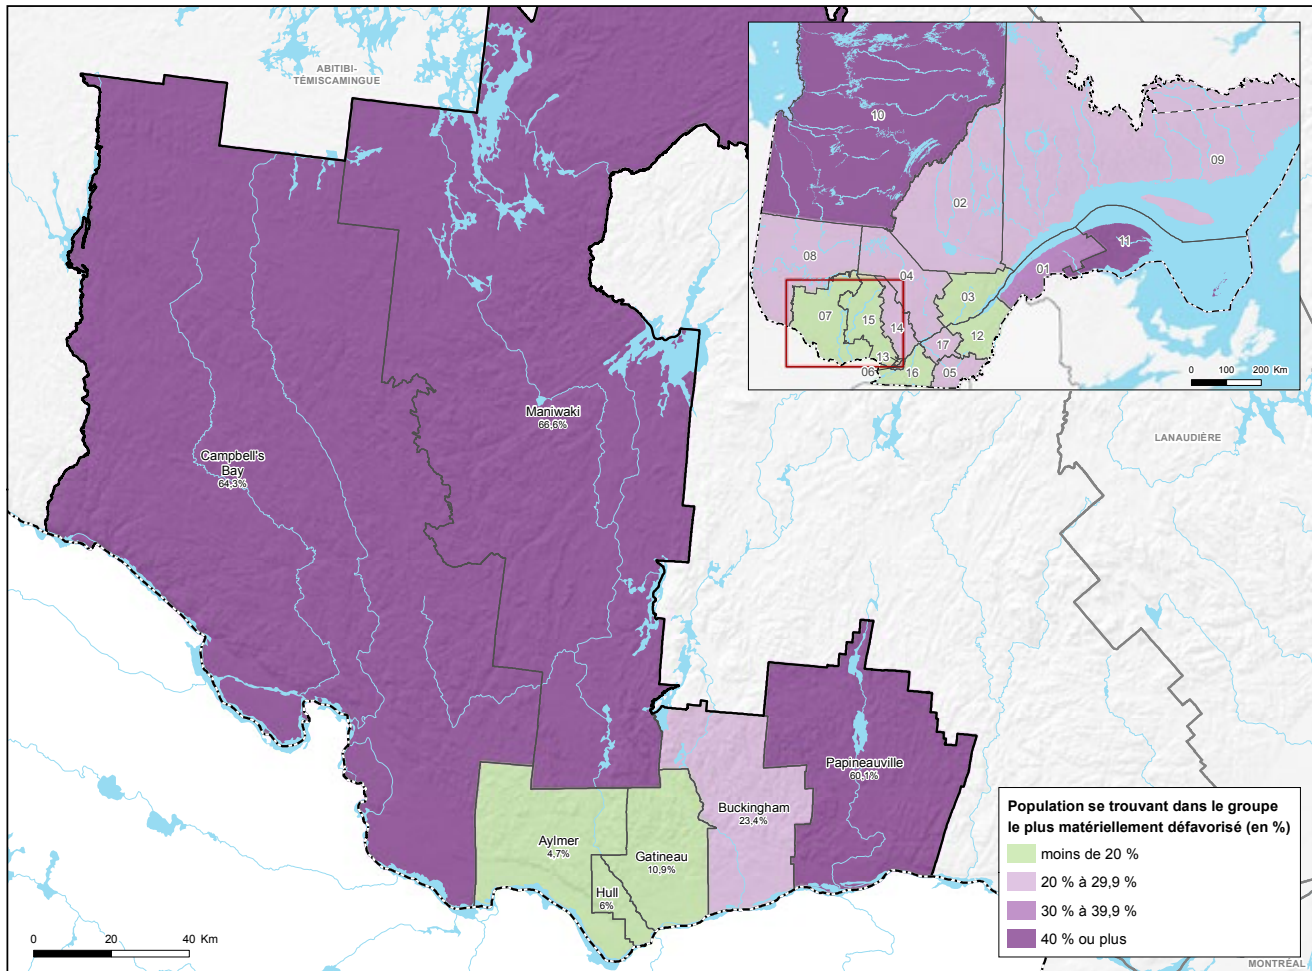 ABITIBI-
TÉMISCAMINGUE
10
02
09
08
04
01
11
03
07
15
14
12
17
13
06
16
05
0 100 200 Km
Maniwaki
66,6%
LANAUDIÈRE
Campbell's
Bay
64,3%
Papineauville
60,1%
Buckingham
23,4%
Aylmer
4,7%
Gatineau
10,9%
Hull
6%
Population se trouvant dans le groupe
le plus matériellement défavorisé (en %)
moins de 20 %
20 % à 29,9 %
30 % à 39,9 %
40 % ou plus
0 20 40 Km
MONTRÉAL